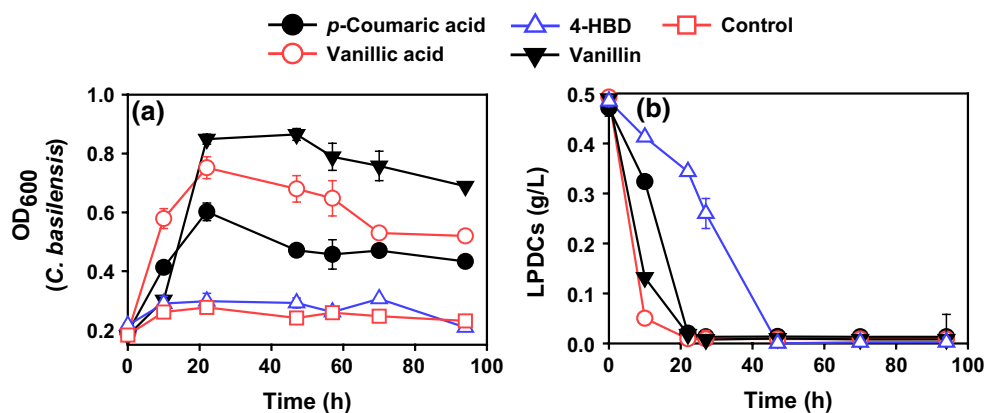 p-Coumaric acid 4-HBD Control
Vanillic acid Vanillin
(a)
OD600
(C. basilensis)
1.0
0.8
0.6
0.4
0.2
0 20 40 60 80 100
Time (h)
(b)
LPDCs (g/L)
0.5
0.4
0.3
0.2
0.1
0.0
0 20 40 60 80 100
Time (h)